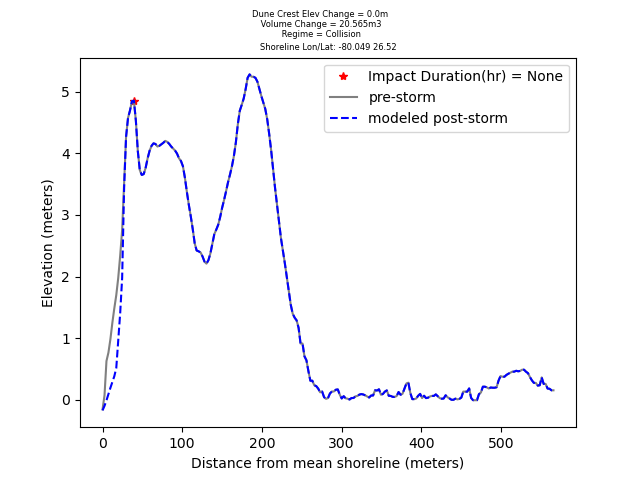 Dune Crest Elev Change = 0.0m
Volume Change = 20.565m3
Regime = Collision
Shoreline Lon/Lat: -80.049 26.52
Impact Duration(hr) = None
pre-storm
modeled post-storm
Elevation (meters)
5
4
3
2
1
0
0 100 200 300 400 500
Distance from mean shoreline (meters)